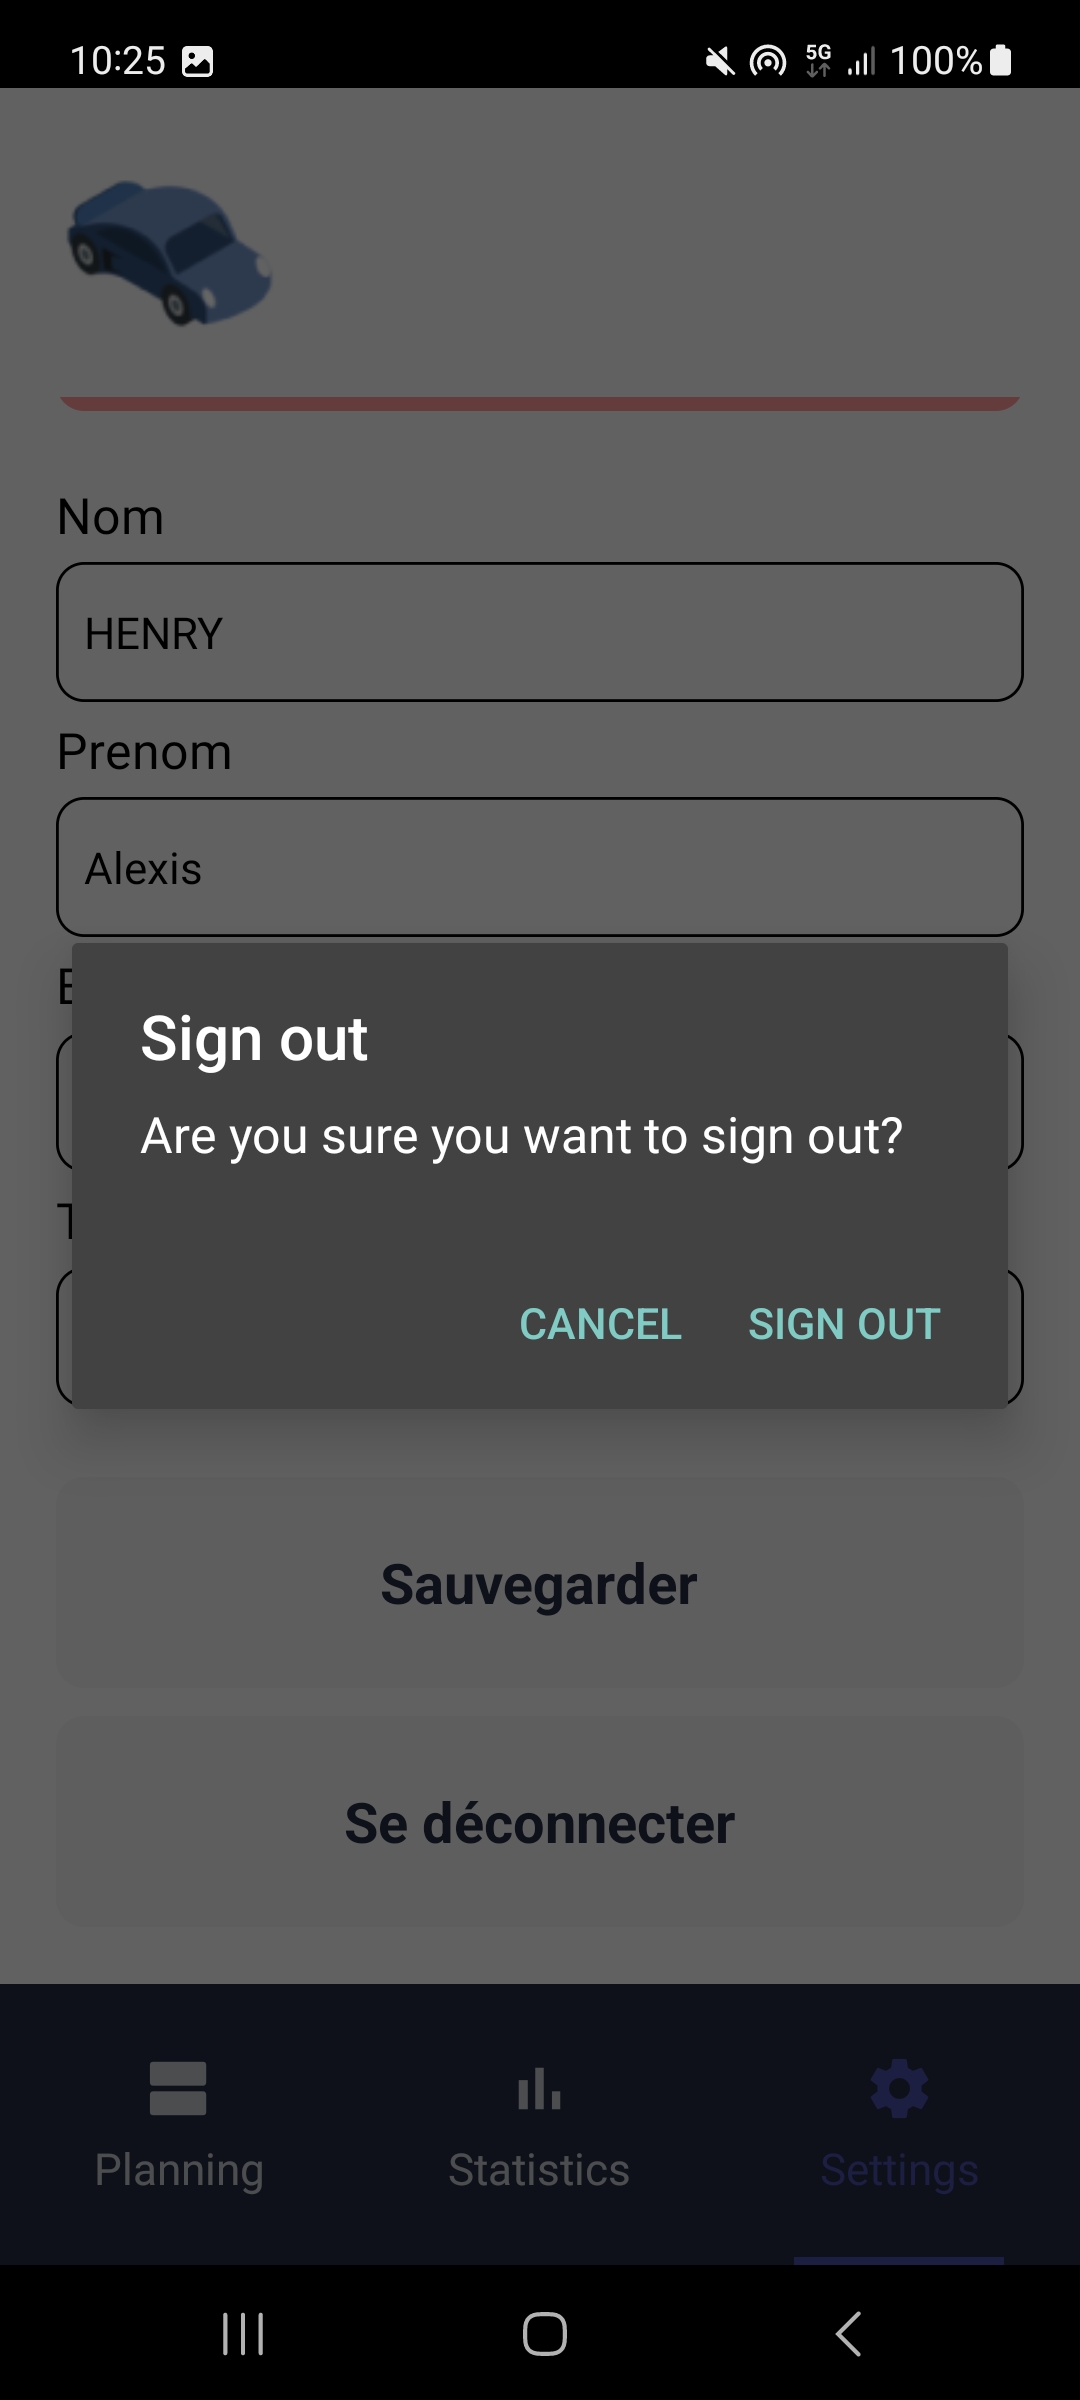 10:25 5G 100%
Nom
HENRY
Prenom
Alexis
Sign out
Are you sure you want to sign out?
CANCEL SIGN OUT
Sauvegarder
Se déconnecter
Planning Statistics Settings